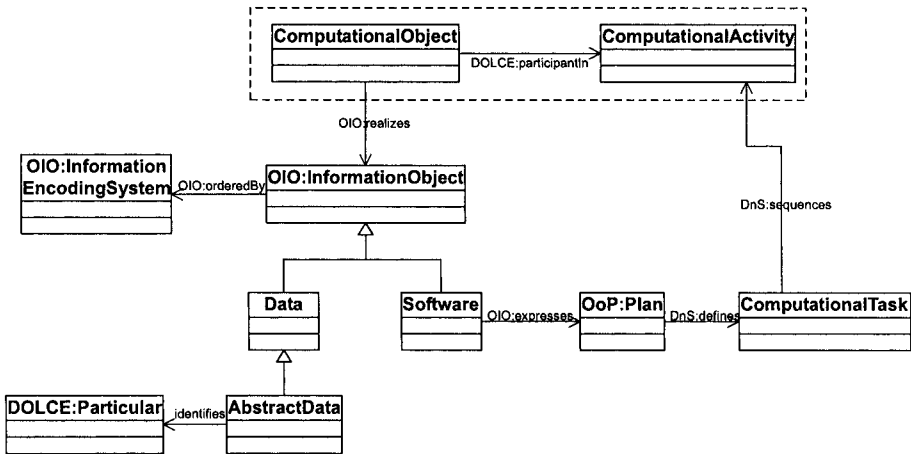 ComputationalObject
ComputationalActivity
DOLCE:participantIn
OIO:realizes
OIO:Information
EncodingSystem
OIO:orderedBy
OIO:InformationObject
DnS:sequences
Data
Software
OIO:expresses
OoP:Plan
DnS:defines
ComputationalTask
DOLCE:Particular
identifies
AbstractData